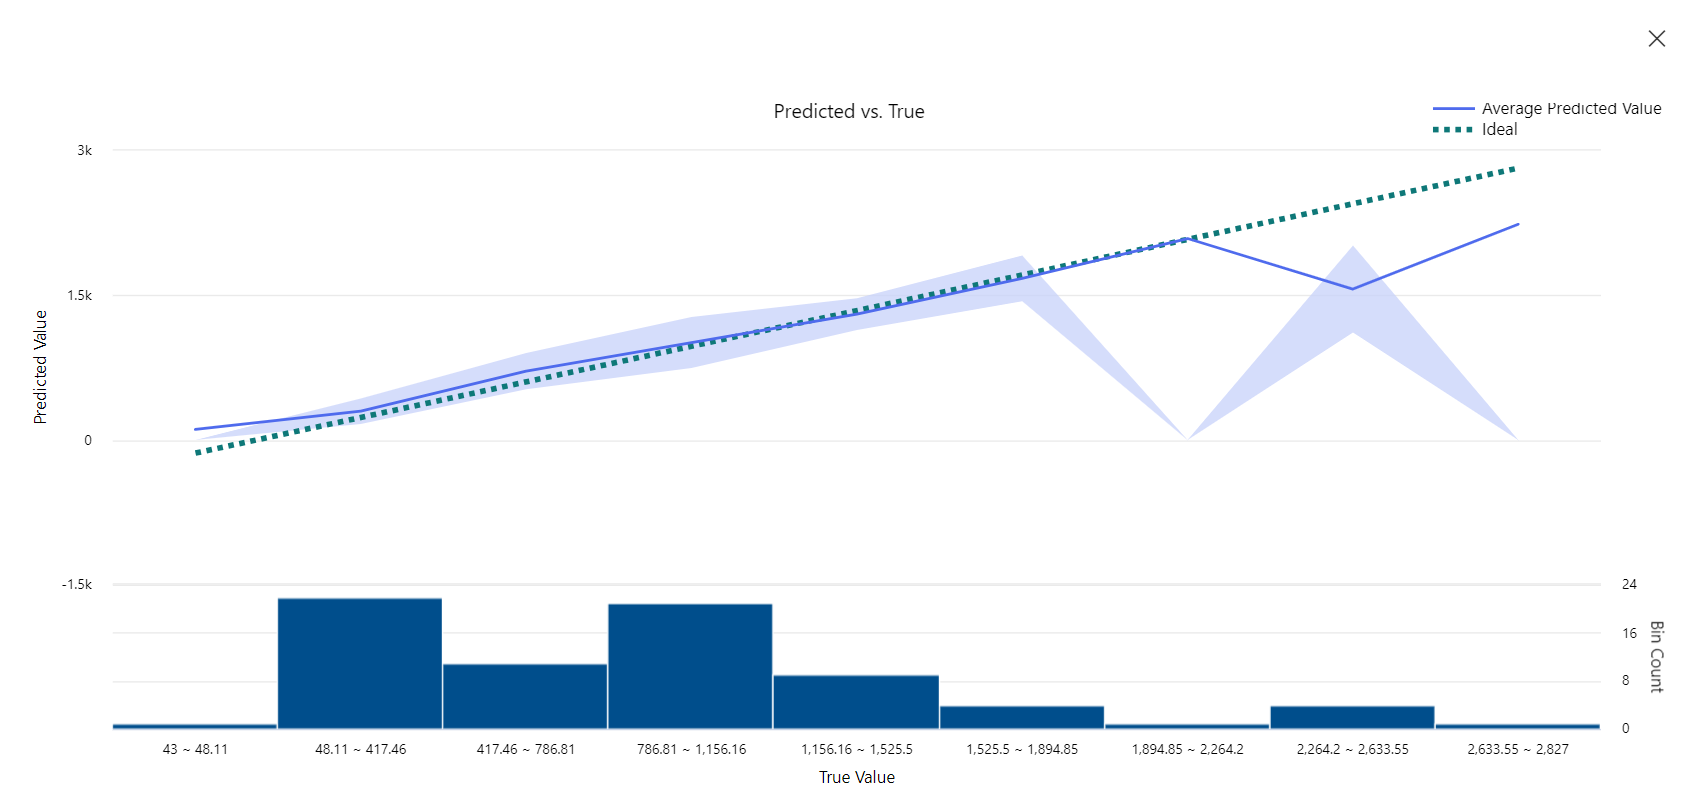 Predicted vs. True
Average Predicted Value
Ideal
3k
1.5k
0
-1.5k
Predicted Value
24
16
8
0
Bin Count
43 ~ 48.11
48.11 ~ 417.46
417.46 ~ 786.81
786.81 ~ 1,156.16
1,156.16 ~ 1,525.5
1,525.5 ~ 1,894.85
1,894.85 ~ 2,264.2
2,264.2 ~ 2,633.55
2,633.55 ~ 2,827
True Value